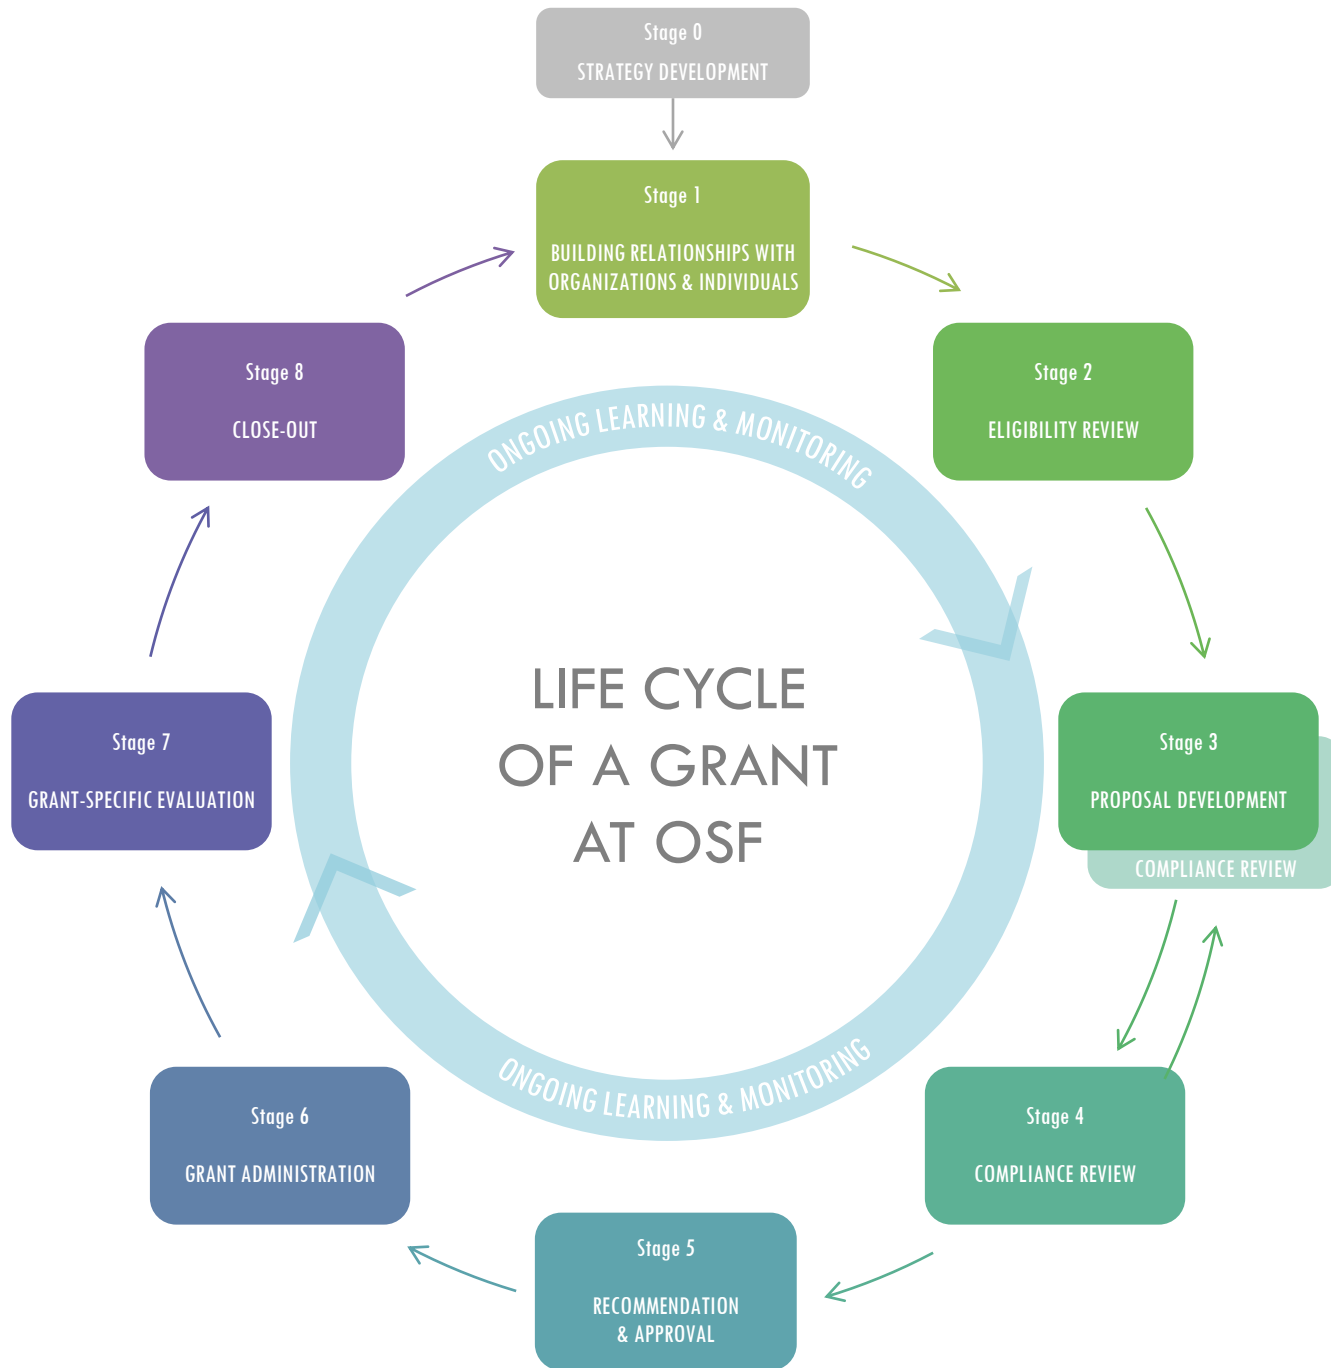 Stage 0
STRATEGY DEVELOPMENT
Stage 1
BUILDING RELATIONSHIPS WITH
ORGANIZATIONS & INDIVIDUALS
Stage 2
ELIGIBILITY REVIEW
Stage 3
PROPOSAL DEVELOPMENT
COMPLIANCE REVIEW
Stage 4
COMPLIANCE REVIEW
Stage 5
RECOMMENDATION
& APPROVAL
Stage 6
GRANT ADMINISTRATION
Stage 7
GRANT-SPECIFIC EVALUATION
Stage 8
CLOSE-OUT
ONGOING LEARNING & MONITORING
LIFE CYCLE
OF A GRANT
AT OSF
ONGOING LEARNING & MONITORING